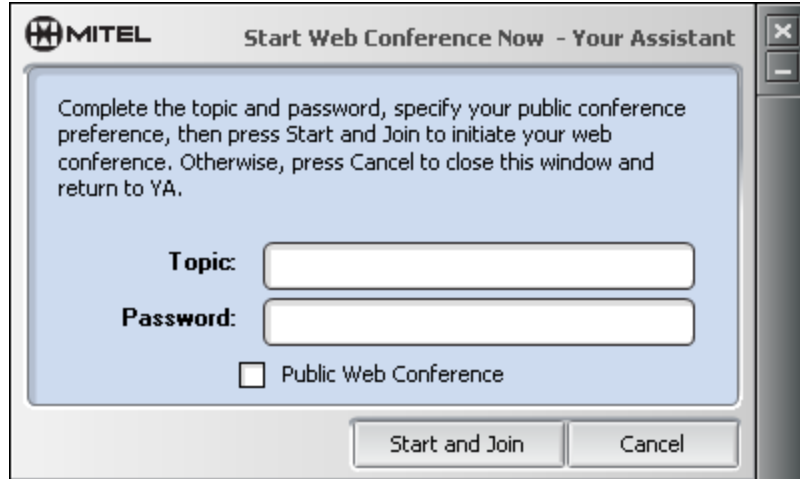 MITEL
Start Web Conference Now - Your Assistant
Complete the topic and password, specify your public conference
preference, then press Start and Join to initiate your web
conference. Otherwise, press Cancel to close this window and
return to YA.
Topic:
Password:
Public Web Conference
Start and Join
Cancel